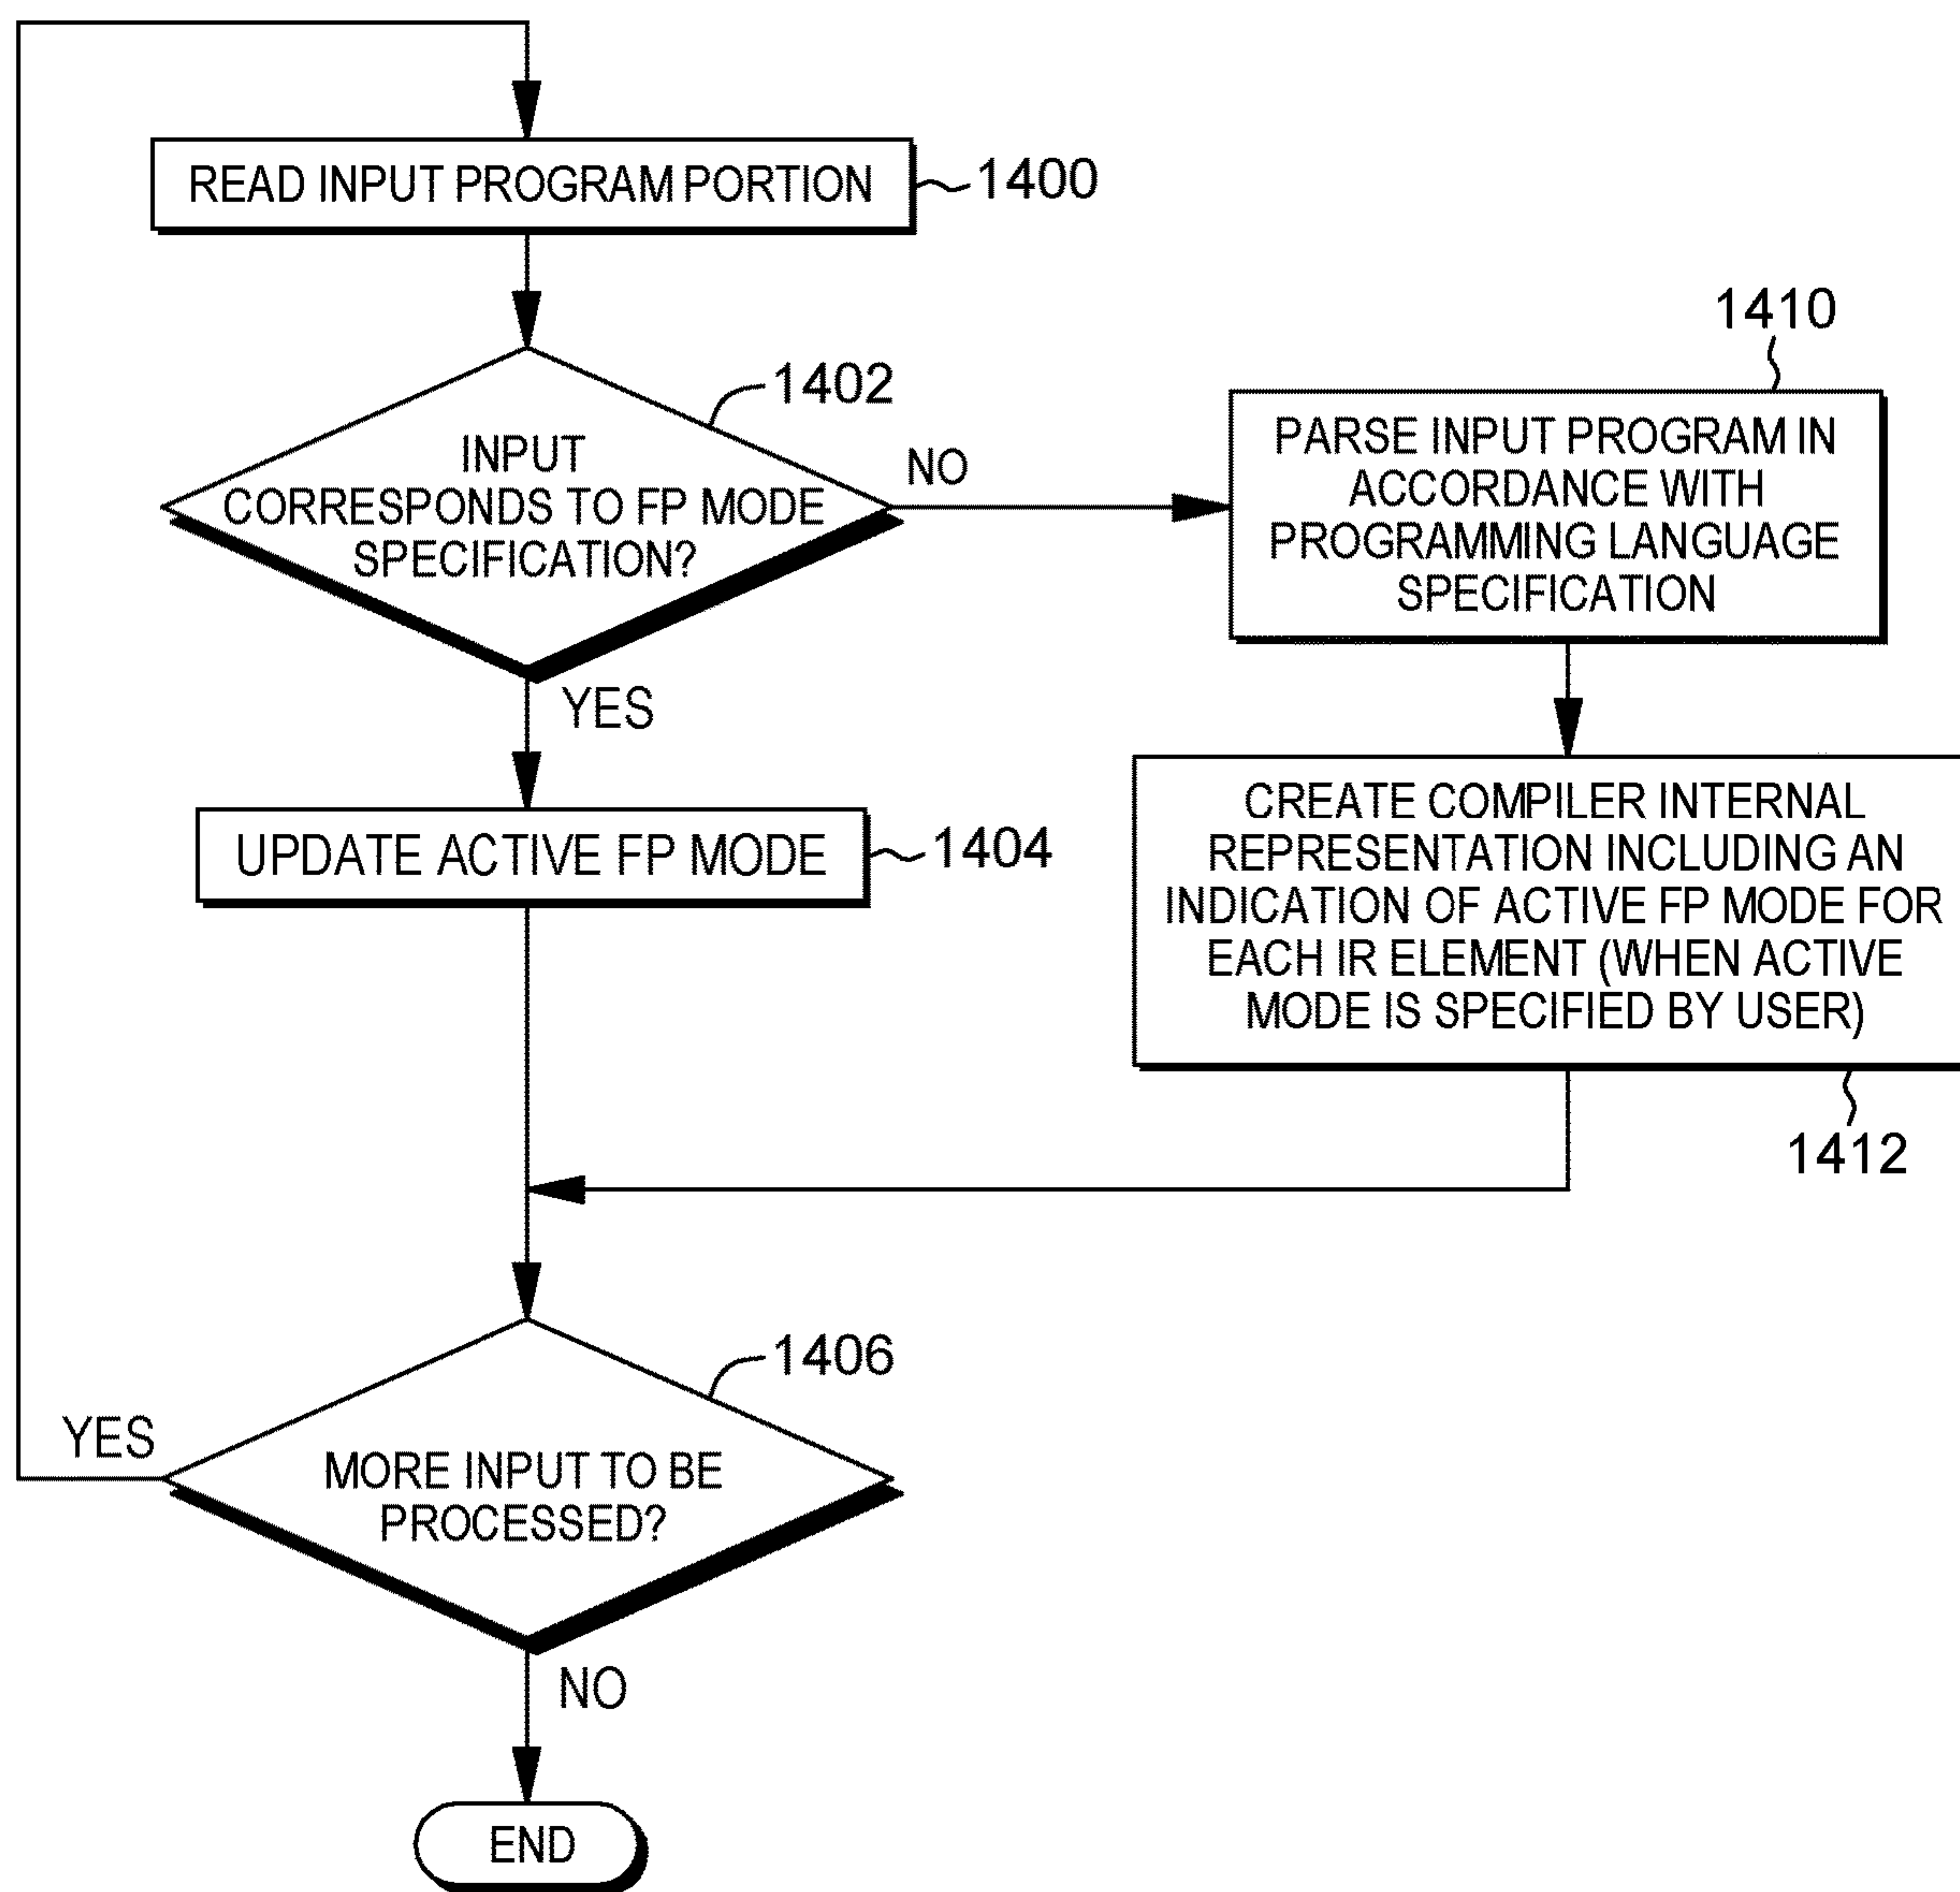 READ INPUT PROGRAM PORTION
1400
1402
INPUT
CORRESPONDS TO FP MODE
SPECIFICATION?
NO
YES
1410
PARSE INPUT PROGRAM IN
ACCORDANCE WITH
PROGRAMMING LANGUAGE
SPECIFICATION
UPDATE ACTIVE FP MODE
1404
CREATE COMPILER INTERNAL
REPRESENTATION INCLUDING AN
INDICATION OF ACTIVE FP MODE FOR
EACH IR ELEMENT (WHEN ACTIVE
MODE IS SPECIFIED BY USER)
1412
1406
YES
MORE INPUT TO BE
PROCESSED?
NO
END